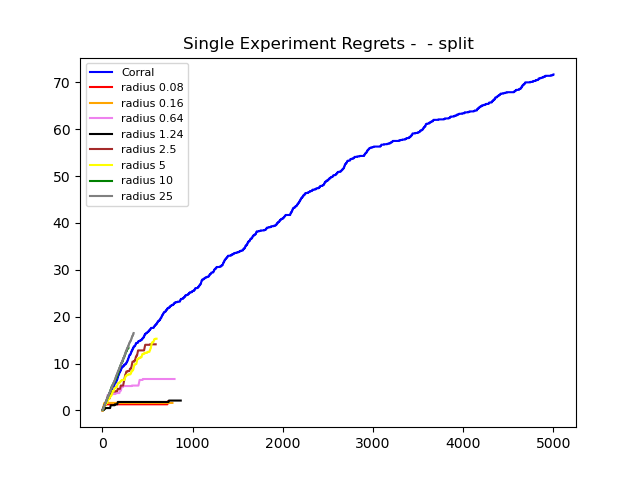 Single Experiment Regrets -  - split
Corral
radius 0.08
radius 0.16
radius 0.64
radius 1.24
radius 2.5
radius 5
radius 10
radius 25
70
60
50
40
30
20
10
0
0 1000 2000 3000 4000 5000